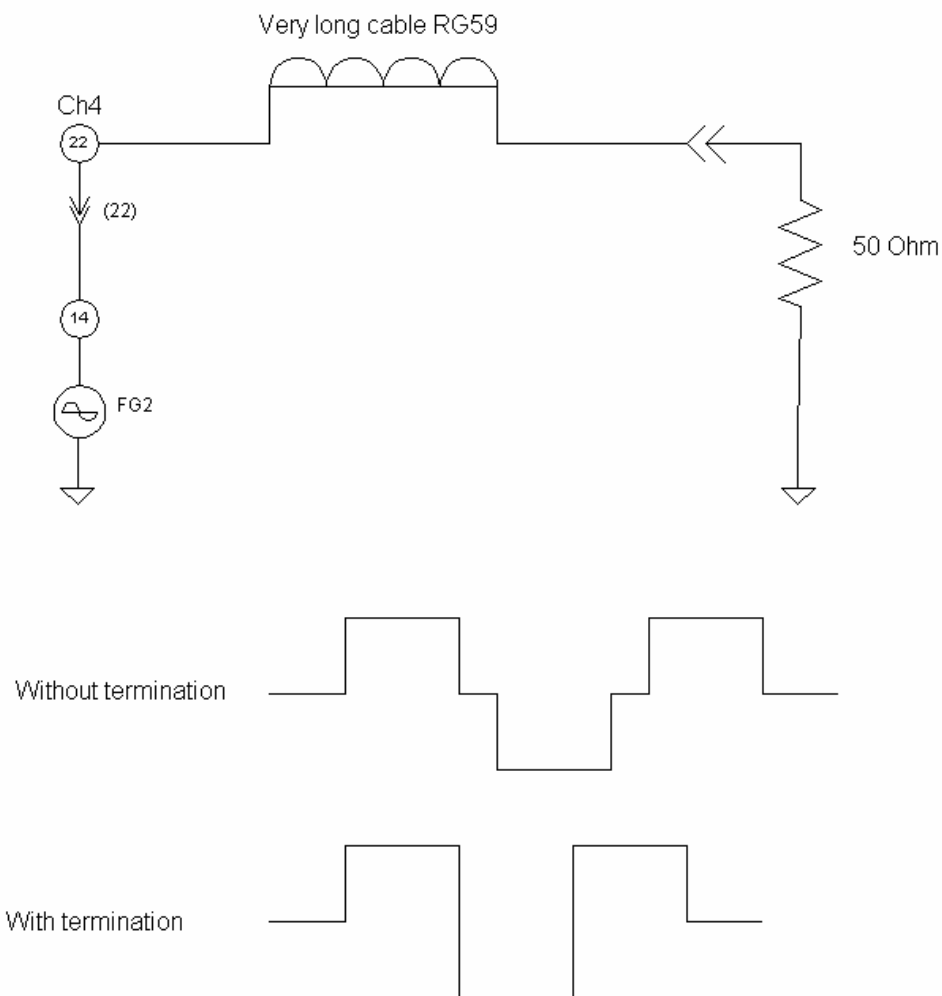 Very long cable RG59
Ch4
22
(22)
50 Ohm
14
FG2
Without termination
With termination